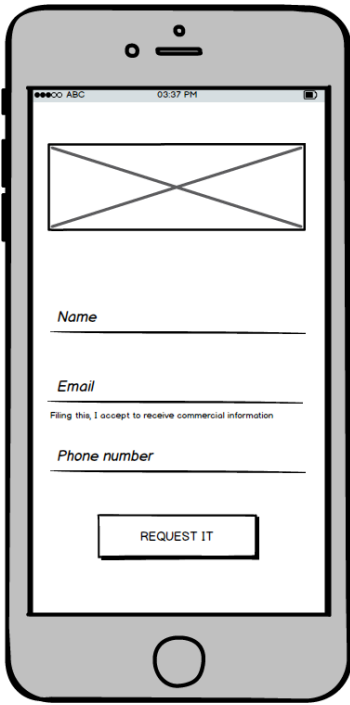 ABC 03:37 PM
Name
Email
Filing this, I accept to receive commercial information
Phone number
REQUEST IT